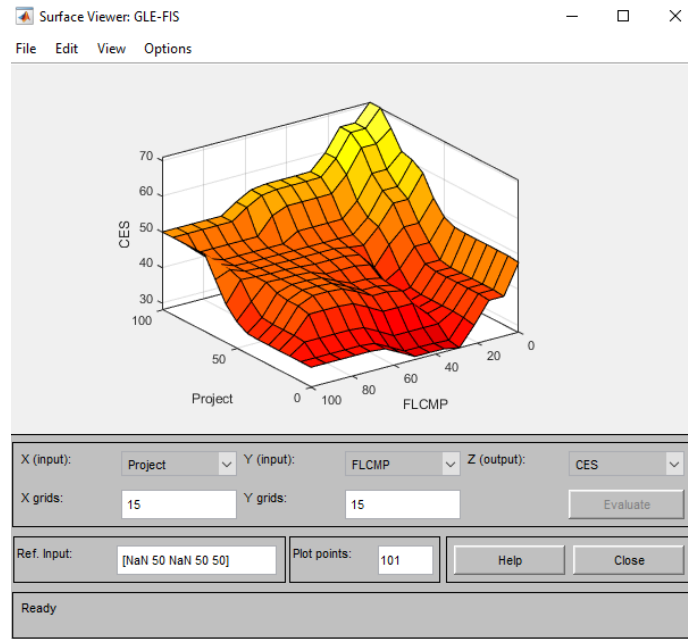 Surface Viewer: GLE-FIS
File Edit View Options
70
60
50
40
30
CES
100
50
0
Project
100
80
60
40
20
0
FLCMP
X (input): Project Y (input): FLCMP Z (output): CES
X grids: 15 Y grids: 15 Evaluate
Ref. Input: [NaN 50 NaN 50 50] Plot points: 101 Help Close
Ready